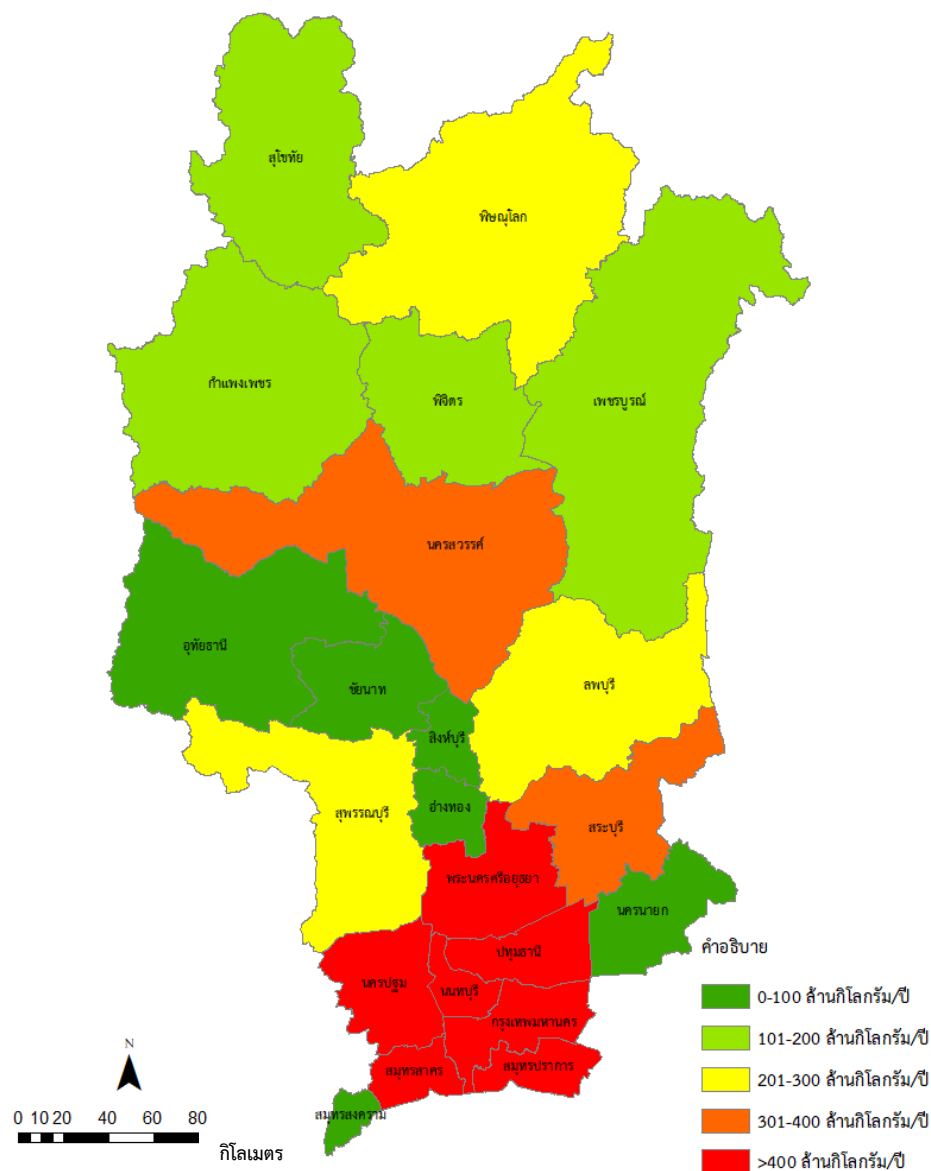 สุโขทัย
พิษณุโลก
กำแพงเพชร
พิจิตร
เพชรบูรณ์
นครสวรรค์
อุทัยธานี
ชัยนาท
ลพบุรี
สิงห์บุรี
อ่างทอง
สุพรรณบุรี
สระบุรี
พระนครศรีอยุธยา
นครนายก
ปทุมธานี
นครปฐม
นนทบุรี
กรุงเทพมหานคร
สมุทรสาคร
สมุทรปราการ
สมุทรสงคราม
คำอธิบาย
0-100 ล้านกิโลกรัม/ปี
101-200 ล้านกิโลกรัม/ปี
201-300 ล้านกิโลกรัม/ปี
301-400 ล้านกิโลกรัม/ปี
>400 ล้านกิโลกรัม/ปี
N
0 10 20 40 60 80
กิโลเมตร